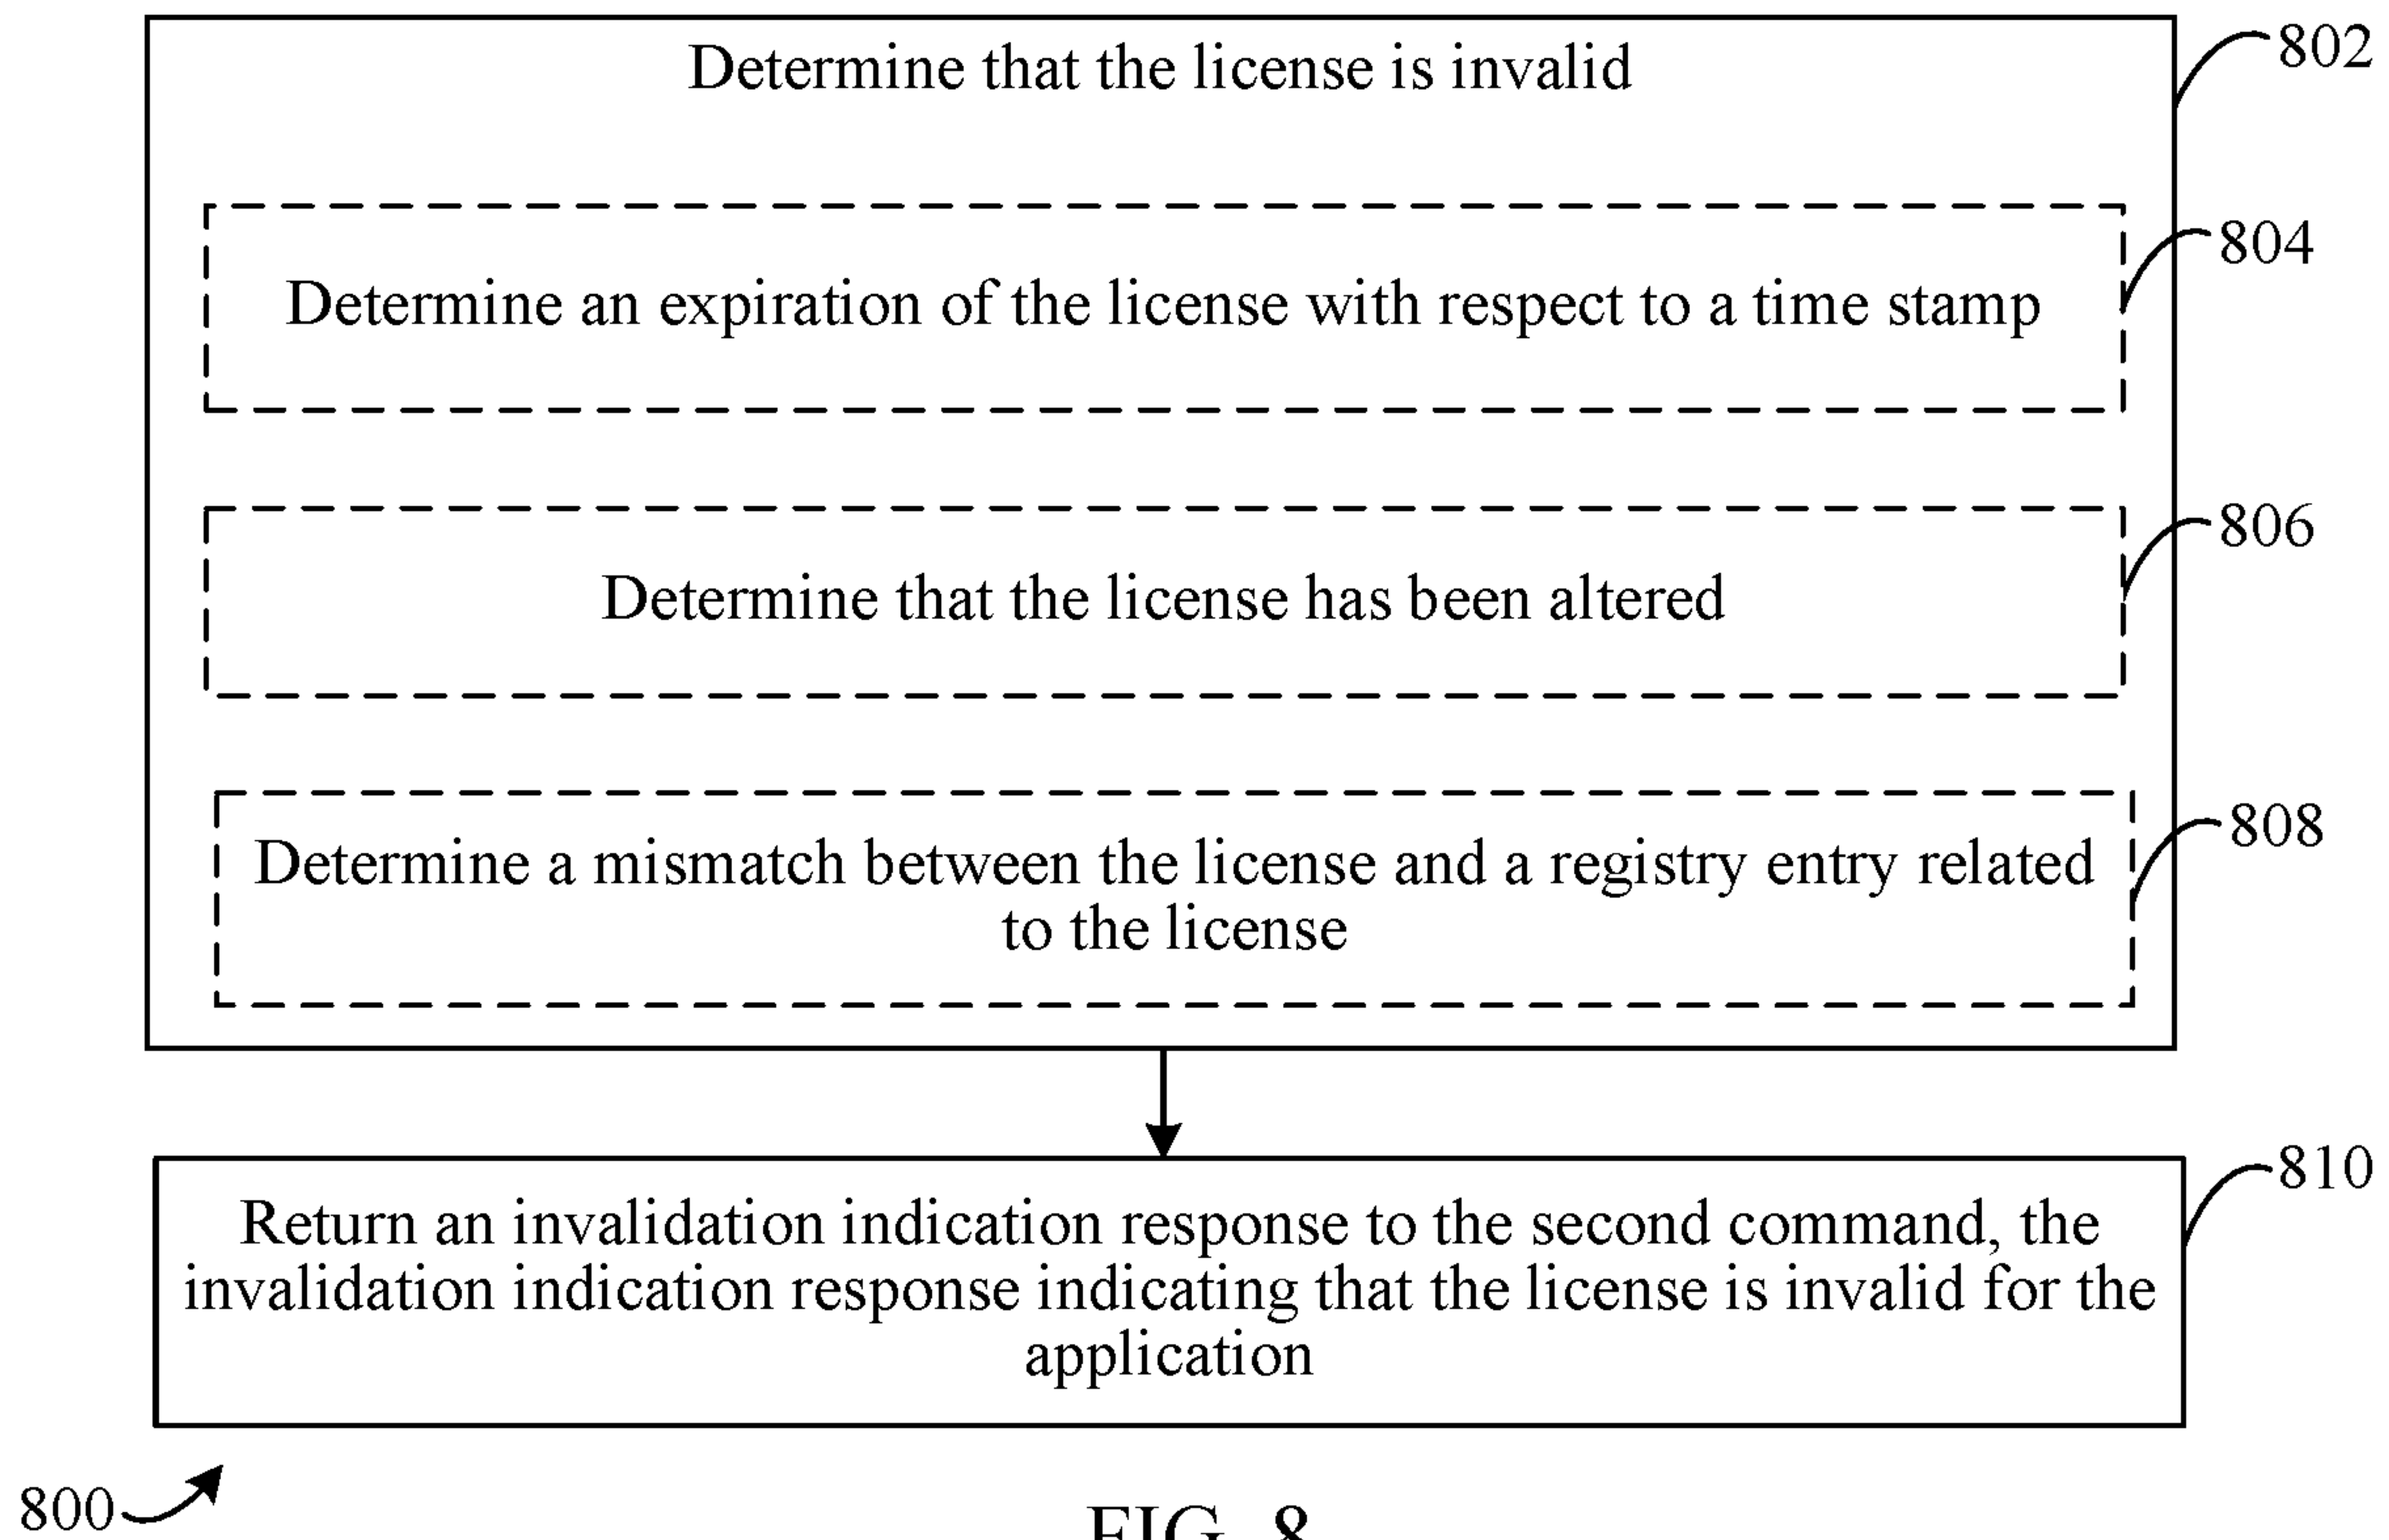 Determine that the license is invalid
802
804
Determine an expiration of the license with respect to a time stamp
806
Determine that the license has been altered
808
Determine a mismatch between the license and a registry entry related
to the license
810
Return an invalidation indication response to the second command, the
invalidation indication response indicating that the license is invalid for the
application
800
FIG. 8